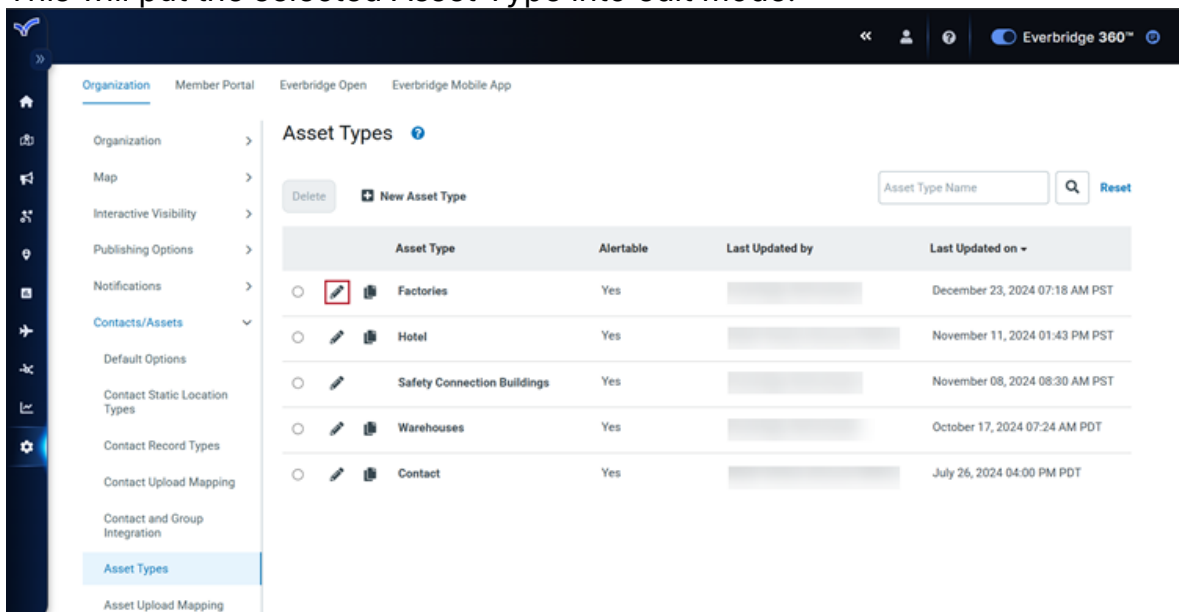 This will put the selected Asset Type into edit mode.
Everbridge 360™
Organization Member Portal Everbridge Open Everbridge Mobile App
Organization
Map
Interactive Visibility
Publishing Options
Notifications
Contacts/Assets
Default Options
Contact Static Location
Types
Contact Record Types
Contact Upload Mapping
Contact and Group
Integration
Asset Types
Asset Upload Mapping
Asset Types
Delete New Asset Type Asset Type Name Reset
Asset Type Alertable Last Updated by Last Updated on
Factories Yes December 23, 2024 07:18 AM PST
Hotel Yes November 11, 2024 01:43 PM PST
Safety Connection Buildings Yes November 08, 2024 08:30 AM PST
Warehouses Yes October 17, 2024 07:24 AM PDT
Contact Yes July 26, 2024 04:00 PM PDT